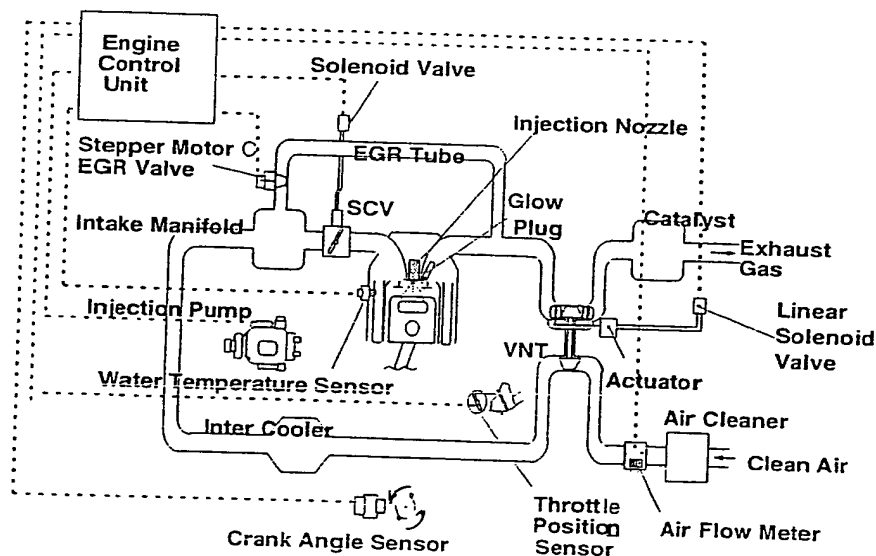 Engine
Control
Unit
Solenoid Valve
Injection Nozzle
Stepper Motor
EGR Valve
EGR Tube
Glow
Plug
Intake Manifold
SCV
Catalyst
Exhaust
Gas
Injection Pump
Linear
Solenoid
Valve
VNT
Water Temperature Sensor
Actuator
Air Cleaner
Inter Cooler
Clean Air
Throttle
Position
Sensor
Air Flow Meter
Crank Angle Sensor